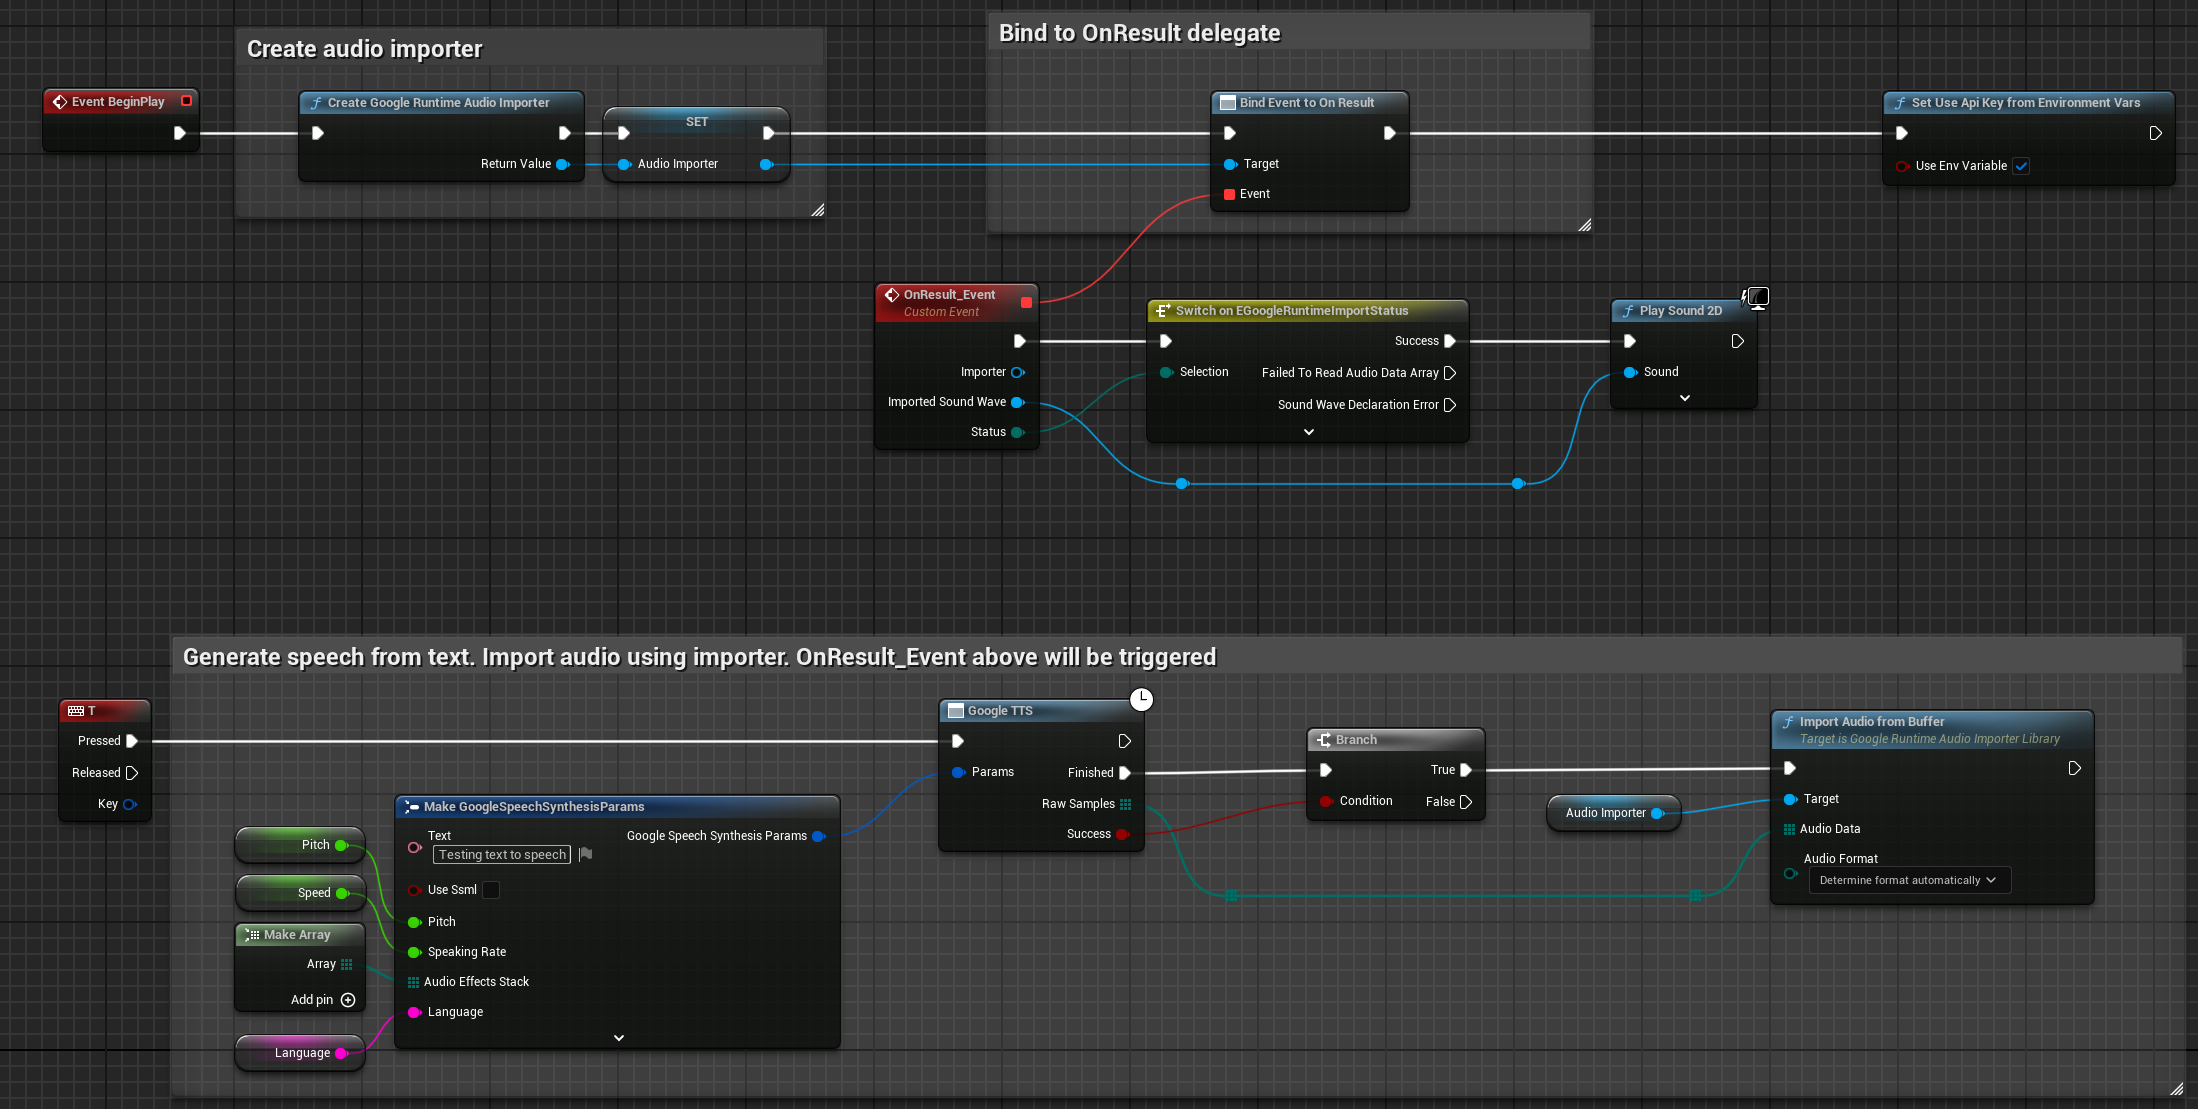 Create audio importer
Bind to OnResult delegate
Event BeginPlay
Create Google Runtime Audio Importer
Return Value
SET
Audio Importer
Bind Event to On Result
Target
Event
Set Use Api Key from Environment Vars
Use Env Variable
OnResult_Event
Custom Event
Importer
Imported Sound Wave
Status
Switch on EGoogleRuntimeImportStatus
Selection
Success
Failed To Read Audio Data Array
Sound Wave Declaration Error
Play Sound 2D
Sound
Generate speech from text. Import audio using importer. OnResult_Event above will be triggered
T
Pressed
Released
Key
Pitch
Speed
Make Array
Array
Add pin
Language
Make GoogleSpeechSynthesisParams
Text
Testing text to speech
Google Speech Synthesis Params
Use Ssml
Pitch
Speaking Rate
Audio Effects Stack
Language
Google TTS
Params
Finished
Raw Samples
Success
Branch
Condition
True
False
Audio Importer
Import Audio from Buffer
Target is Google Runtime Audio Importer Library
Target
Audio Data
Audio Format
Determine format automatically